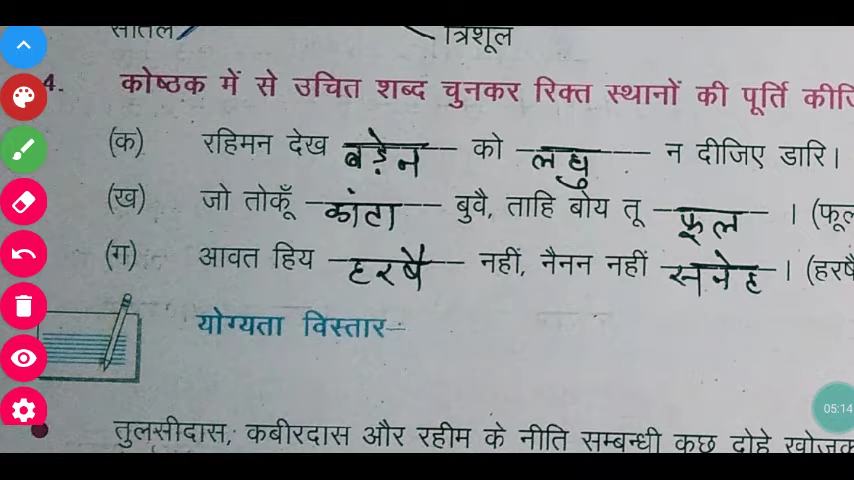 त्रिशूल
4. कोष्ठक में से उचित शब्द चुनकर रिक्त स्थानों की पूर्ति कीजि
(क) रहिमन देख बड़ेन को लघु न दीजिए डारि।
(ख) जो तोकूँ कांटा बुवै, ताहि बोय तू फूल । (फूल
(ग) आवत हिय हरषै नहीं, नैनन नहीं सनेह । (हरषै
योग्यता विस्तार-
तुलसीदास, कबीरदास और रहीम के नीति सम्बन्धी कुछ दोहे खोजक
05:14